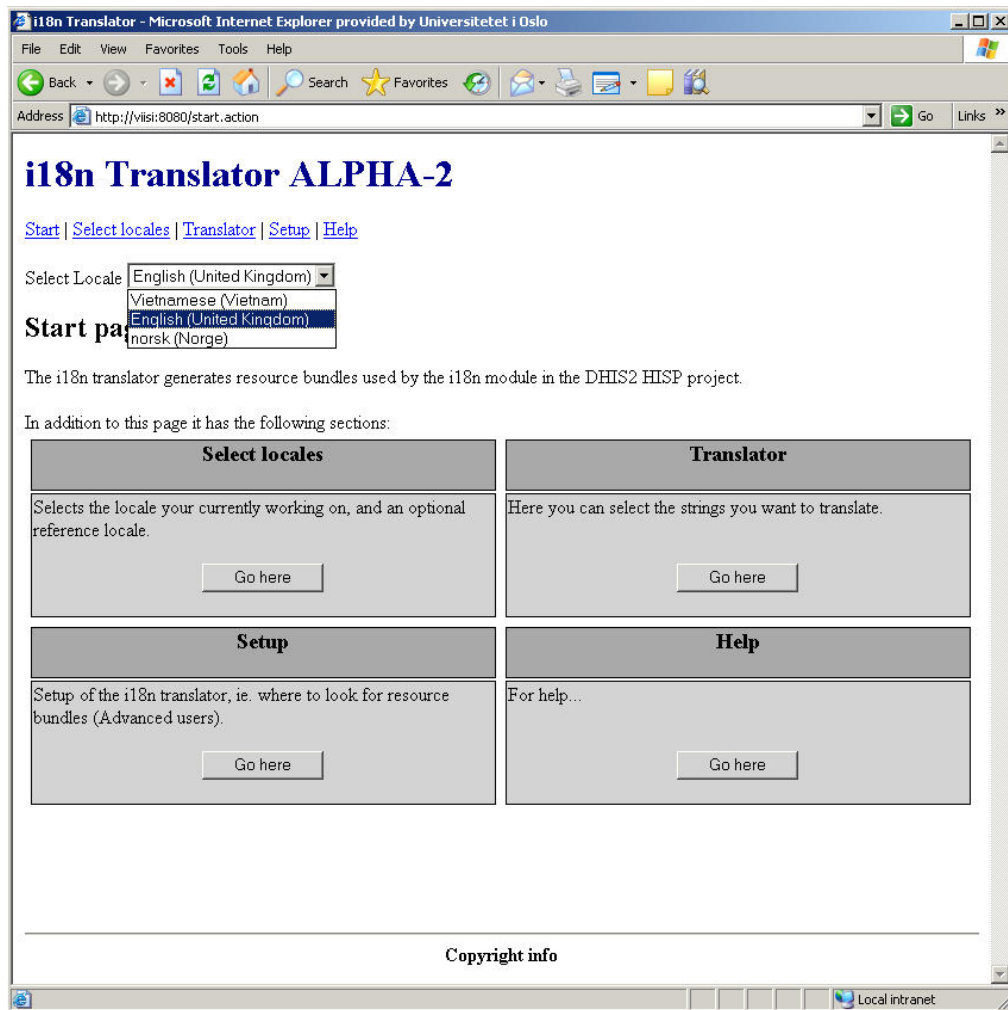 i18n Translator - Microsoft Internet Explorer provided by Universitetet i Oslo
File Edit View Favorites Tools Help
Back Search Favorites
Address http://viisi:8080/start.action Go Links »
i18n Translator ALPHA-2
Start | Select locales | Translator | Setup | Help
Select Locale English (United Kingdom)
Vietnamese (Vietnam)
English (United Kingdom)
norsk (Norge)
Start
The i18n translator generates resource bundles used by the i18n module in the DHIS2 HISP project.
In addition to this page it has the following sections:
Select locales
Selects the locale your currently working on, and an optional
reference locale.
Go here
Translator
Here you can select the strings you want to translate.
Go here
Setup
Setup of the i18n translator, ie. where to look for resource
bundles (Advanced users).
Go here
Help
For help...
Go here
Copyright info
Local intranet